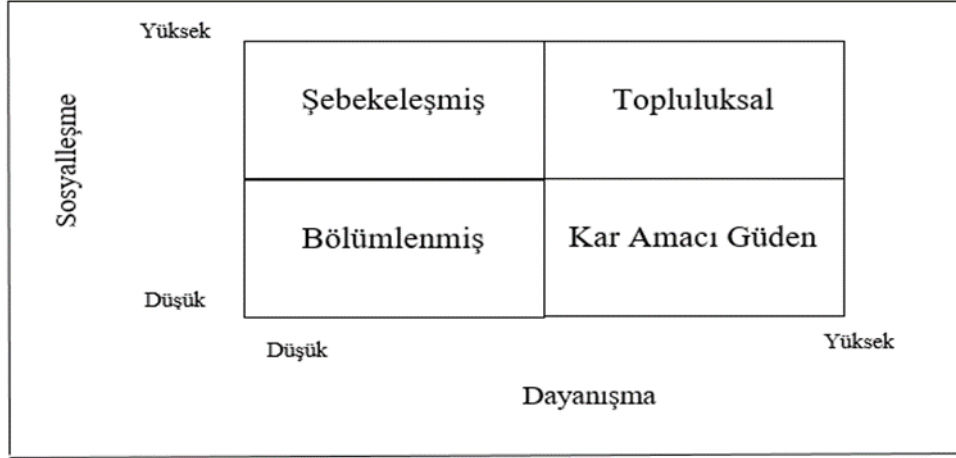 Yüksek
Şebekeleşmiş
Topluluksal
Sosyalleşme
Bölümlenmiş
Kar Amacı Güden
Düşük
Düşük
Yüksek
Dayanışma